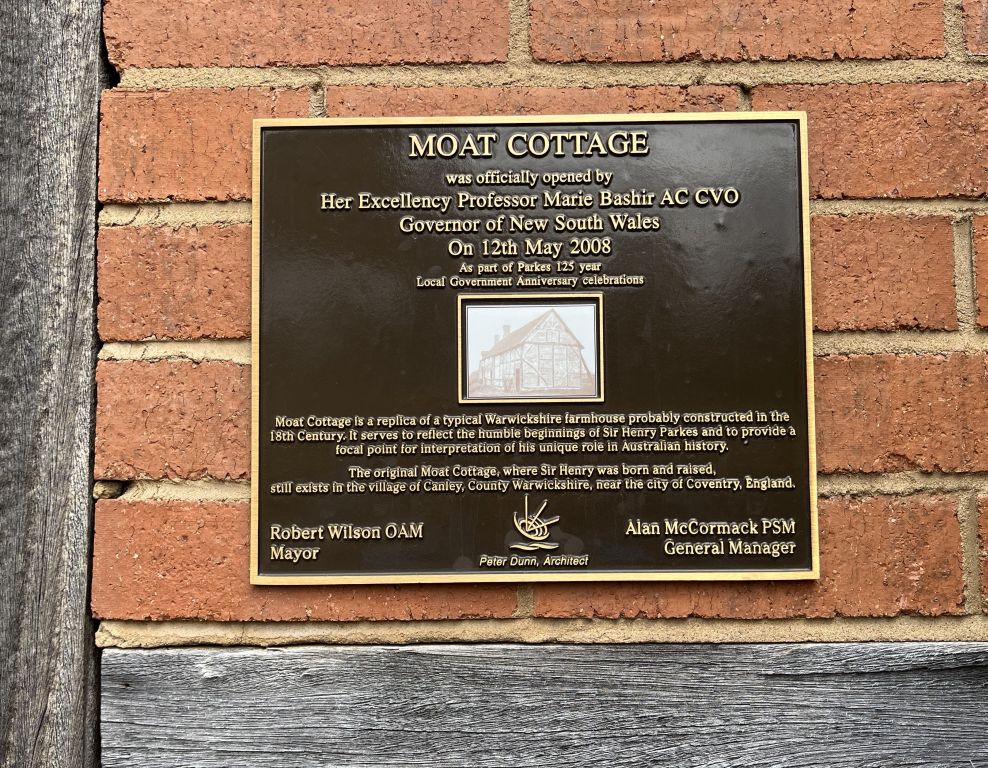 MOAT COTTAGE
was officially opened by
Her Excellency Professor Marie Bashir AC CVO
Governor of New South Wales
On 12th May 2008
As part of Parkes 125 year
Local Government Anniversary celebrations
Moat Cottage is a replica of a typical Warwickshire farmhouse probably constructed in the
18th Century. It serves to reflect the humble beginnings of Sir Henry Parkes and to provide a
focal point for interpretation of his unique role in Australian history.
The original Moat Cottage, where Sir Henry was born and raised,
still exists in the village of Canley, County Warwickshire, near the city of Coventry, England.
Robert Wilson OAM
Mayor
Peter Dunn, Architect
Alan McCormack PSM
General Manager